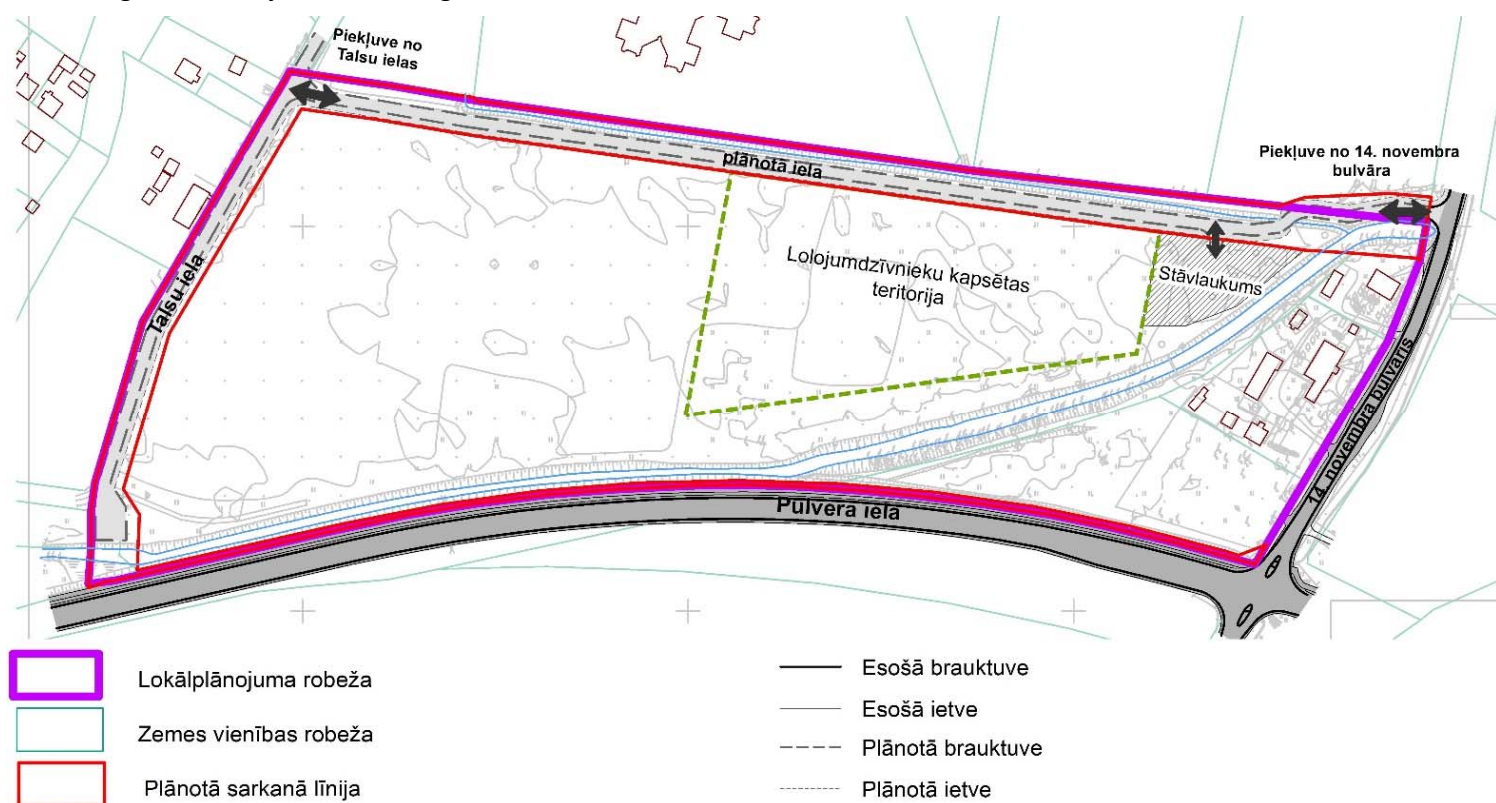 Piekļuve no
Talsu ielas
plānotā iela
Piekļuve no 14. novembra
bulvāra
Lolojumdzīvnieku kapsētas
teritorija
Stāvlaukums
Talsu iela
14. novembra bulvāris
Pulvera iela
Lokālplānojuma robeža
Zemes vienības robeža
Plānotā sarkanā līnija
Esošā brauktuve
Esošā ietve
Plānotā brauktuve
Plānotā ietve